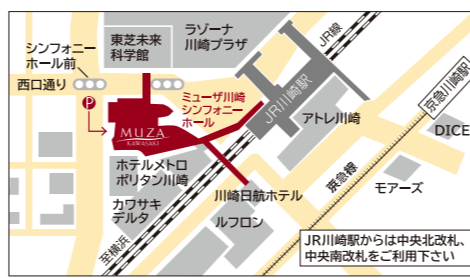 シンフォニー
ホール前
東芝未来
科学館
ラゾーナ
川崎プラザ
JR線
西口通り
P
ミューザ川崎
シンフォニー
ホール
JR川崎駅
京急川崎駅
MUZA
KAWASAKI
アトレ川崎
DICE
ホテルメトロ
ポリタン川崎
川崎日航ホテル
京急線
モアーズ
カワサキ
デルタ
ルフロン
至横浜
JR川崎駅からは中央北改札、
中央南改札をご利用下さい